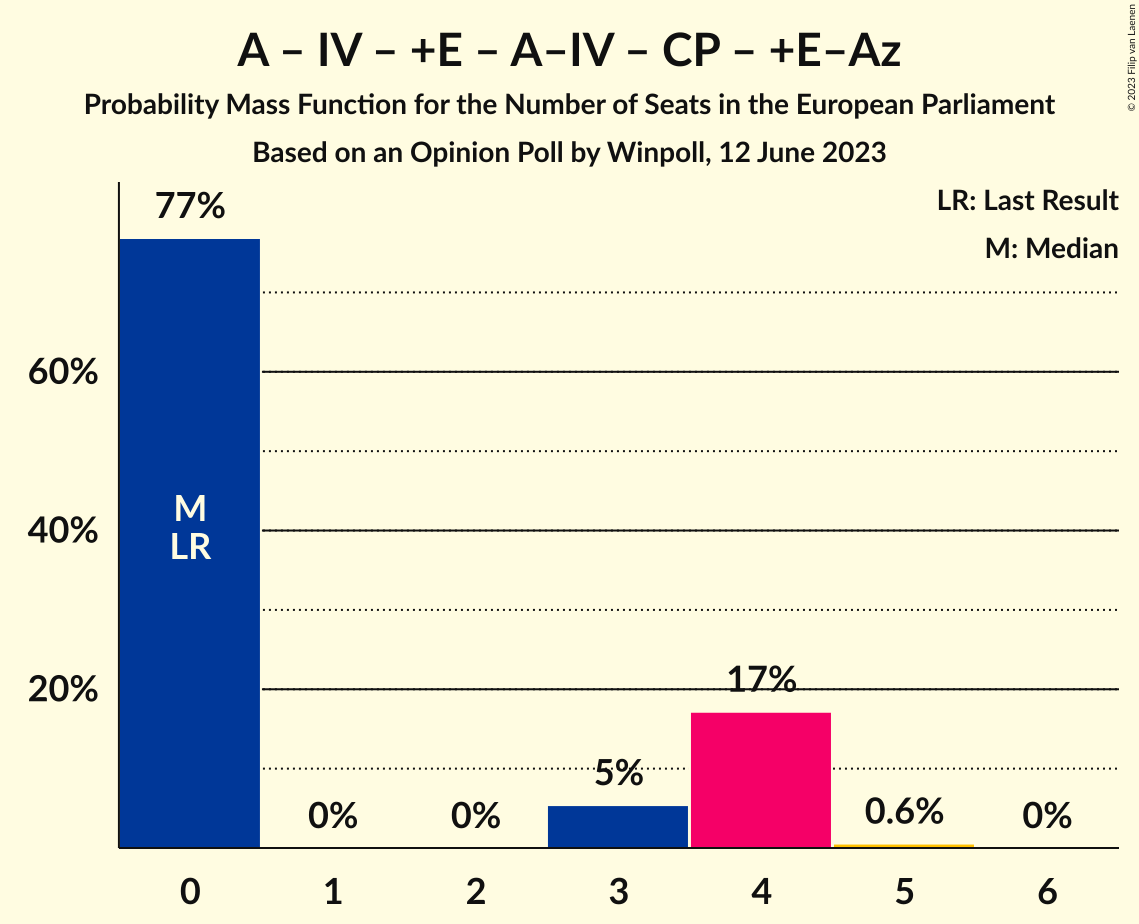 A – IV – +E – A–IV – CP – +E–Az
Probability Mass Function for the Number of Seats in the European Parliament
Based on an Opinion Poll by Winpoll, 12 June 2023
© 2023 Filip van Laenen
LR: Last Result
M: Median
77%
60%
M
LR
40%
20%
17%
5%
0%
0%
0.6%
0%
0
1
2
3
4
5
6